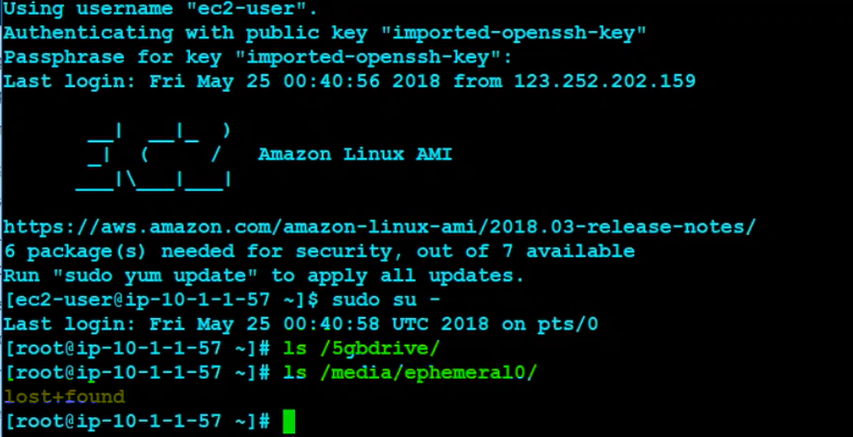 Using username "ec2-user".
Authenticating with public key "imported-openssh-key"
Passphrase for key "imported-openssh-key":
Last login: Fri May 25 00:40:56 2018 from 123.252.202.159
__| __|_ )
_| ( / Amazon Linux AMI
___|\___|___|
https://aws.amazon.com/amazon-linux-ami/2018.03-release-notes/
6 package(s) needed for security, out of 7 available
Run "sudo yum update" to apply all updates.
[ec2-user@ip-10-1-1-57 ~]$ sudo su -
Last login: Fri May 25 00:40:58 UTC 2018 on pts/0
[root@ip-10-1-1-57 ~]# ls /5gbdrive/
[root@ip-10-1-1-57 ~]# ls /media/ephemeral0/
lost+found
[root@ip-10-1-1-57 ~]#